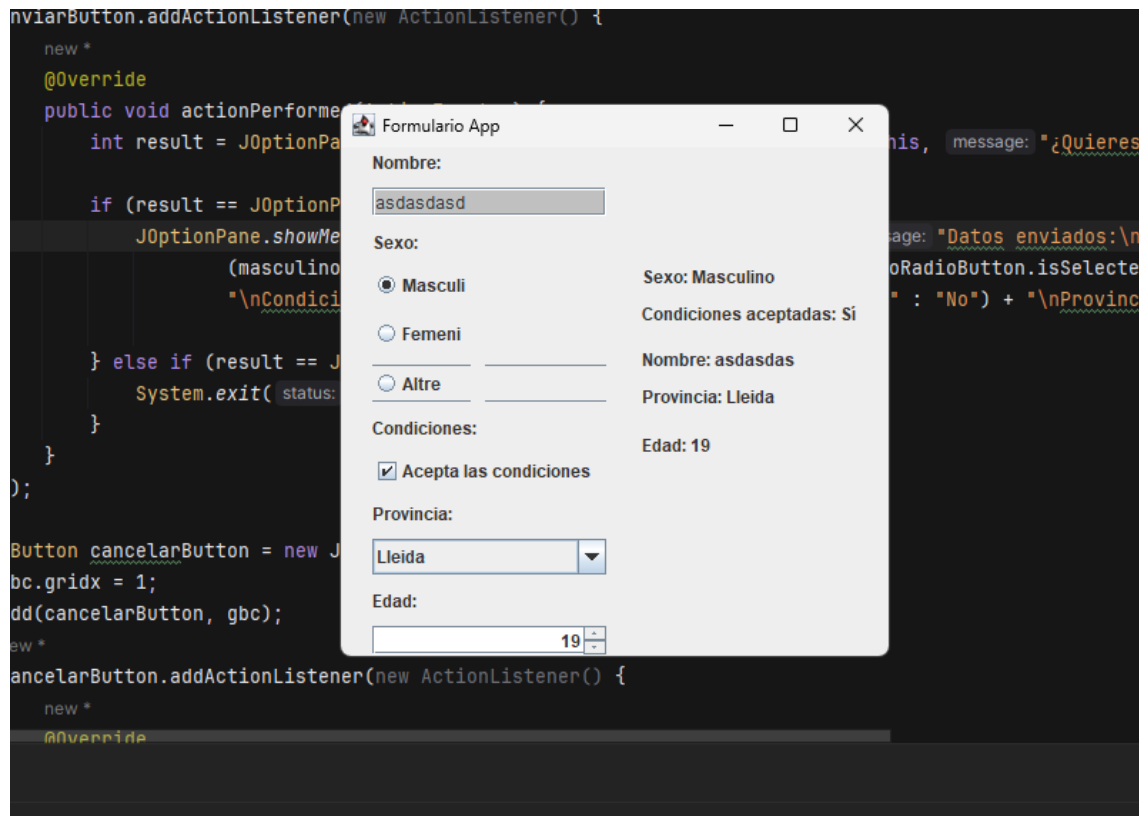 nviarButton.addActionListener(new ActionListener() {
new *
@Override
public void actionPerforme
int result = JOptionPa
his, message: "¿Quieres
if (result == JOptionP
JOptionPane.showMe
sage: "Datos enviados:\n
(masculino
oRadioButton.isSelecte
"\nCondici
" : "No") + "\nProvinc
} else if (result == J
System.exit( status:
}
}
);
Button cancelarButton = new J
bc.gridx = 1;
dd(cancelarButton, gbc);
ew *
ancelarButton.addActionListener(new ActionListener() {
new *
@Override
Formulario App
Nombre:
asdasdasd
Sexo:
Masculi
Femeni
Altre
Condiciones:
Acepta las condiciones
Provincia:
Lleida
Edad:
19
Sexo: Masculino
Condiciones aceptadas: Sí
Nombre: asdasdas
Provincia: Lleida
Edad: 19